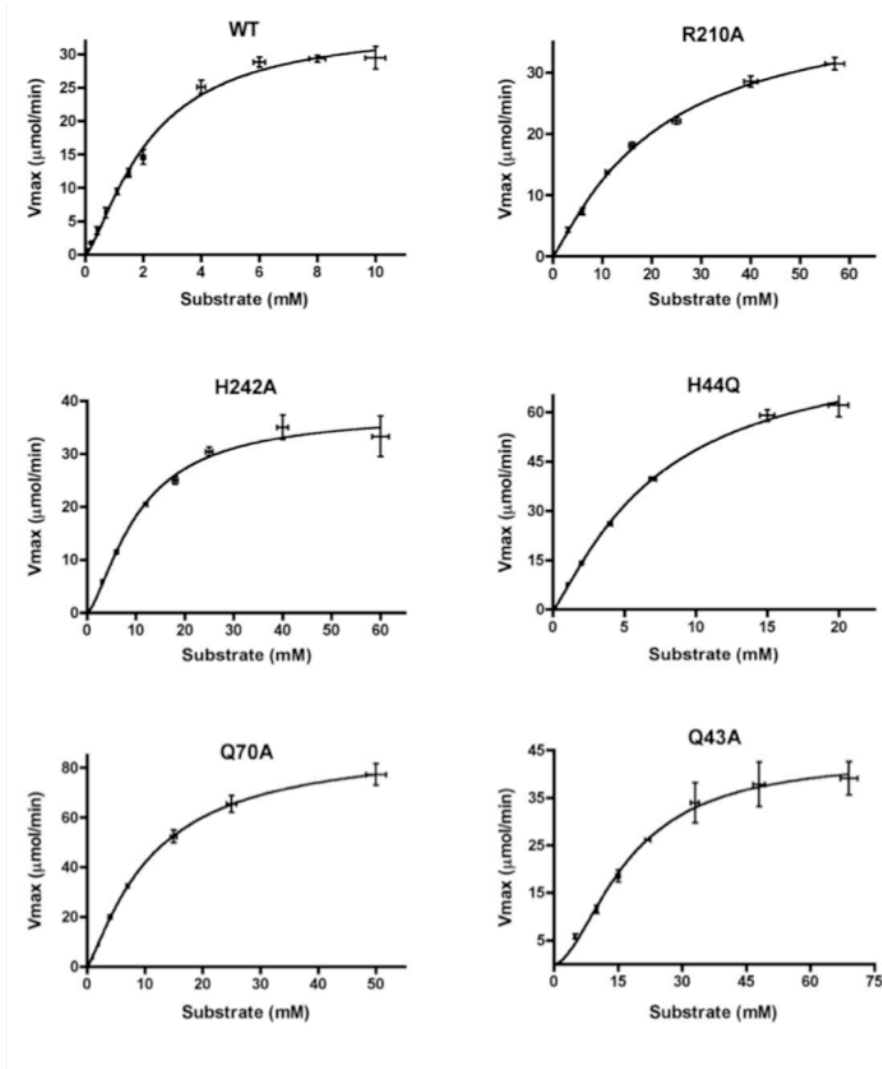 WT
Vmax (μmol/min)
30
25
20
15
10
5
0
0 2 4 6 8 10
Substrate (mM)
R210A
Vmax (μmol/min)
30
20
10
0
0 10 20 30 40 50 60
Substrate (mM)
H242A
Vmax (μmol/min)
40
30
20
10
0
0 10 20 30 40 50 60
Substrate (mM)
H44Q
Vmax (μmol/min)
60
45
30
15
0
0 5 10 15 20
Substrate (mM)
Q70A
Vmax (μmol/min)
80
60
40
20
0
0 10 20 30 40 50
Substrate (mM)
Q43A
Vmax (μmol/min)
45
35
25
15
5
0 15 30 45 60 75
Substrate (mM)